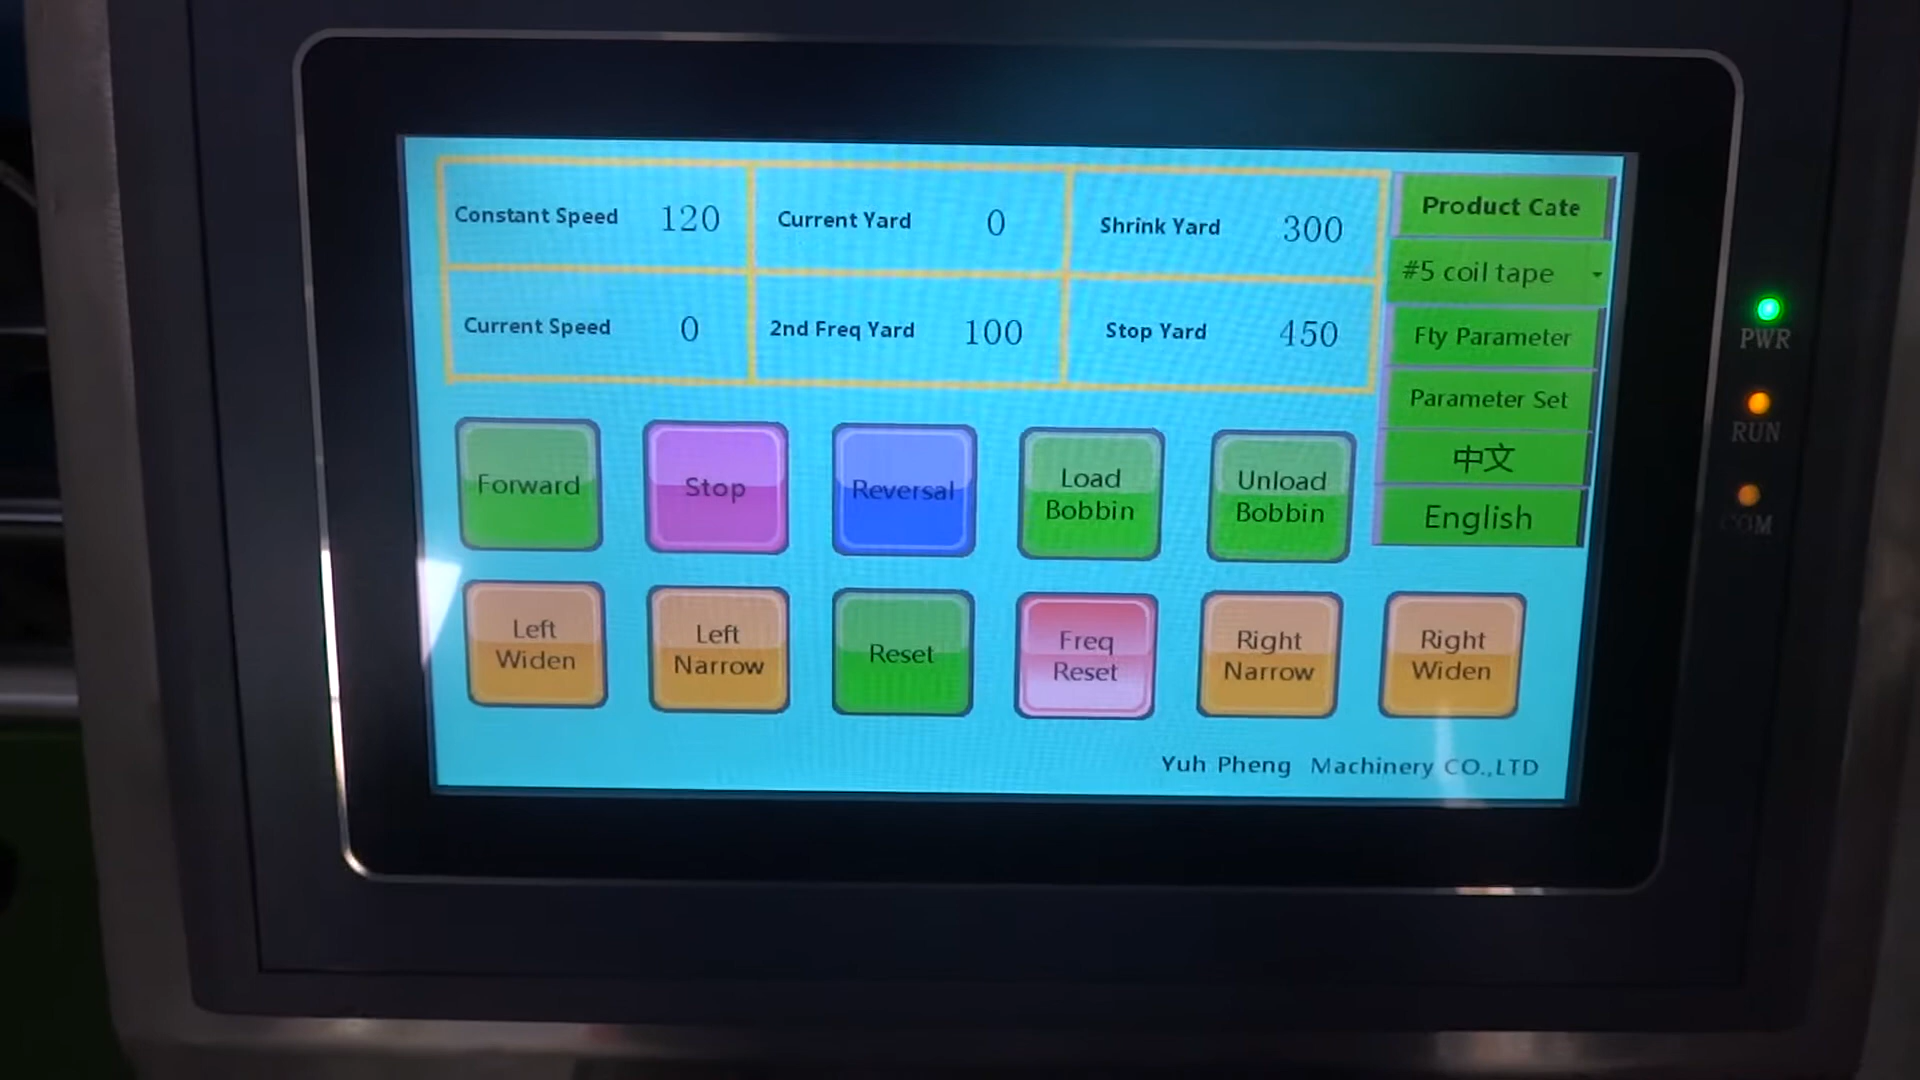 Constant Speed 120 Current Yard 0 Shrink Yard 300
Current Speed 0 2nd Freq Yard 100 Stop Yard 450
Product Cate
#5 coil tape
Fly Parameter
Parameter Set
中文
English
Forward
Stop
Reversal
Load
Bobbin
Unload
Bobbin
Left
Widen
Left
Narrow
Reset
Freq
Reset
Right
Narrow
Right
Widen
Yuh Pheng Machinery CO.,LTD
PWR
RUN
COM